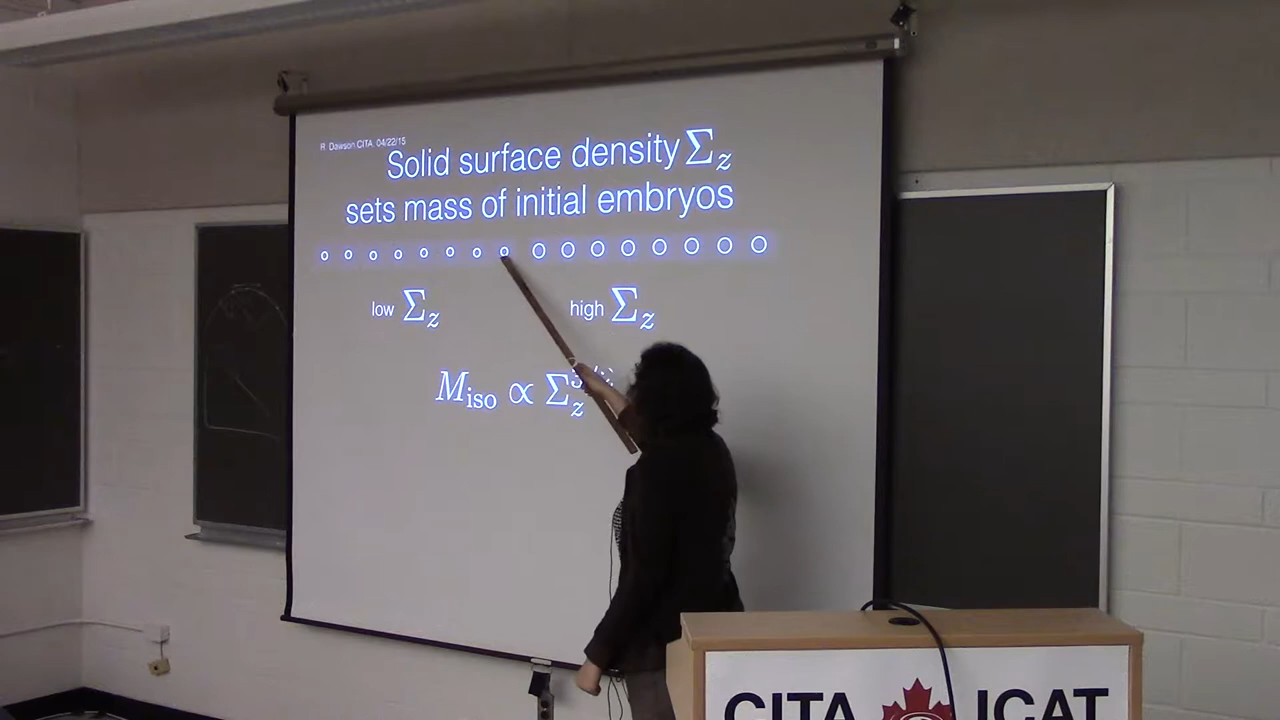 R. Dawson CITA, 04/22/15
Solid surface density Σz
sets mass of initial embryos
low Σz
high Σz
Miso ∝ Σz
CITA ICAT